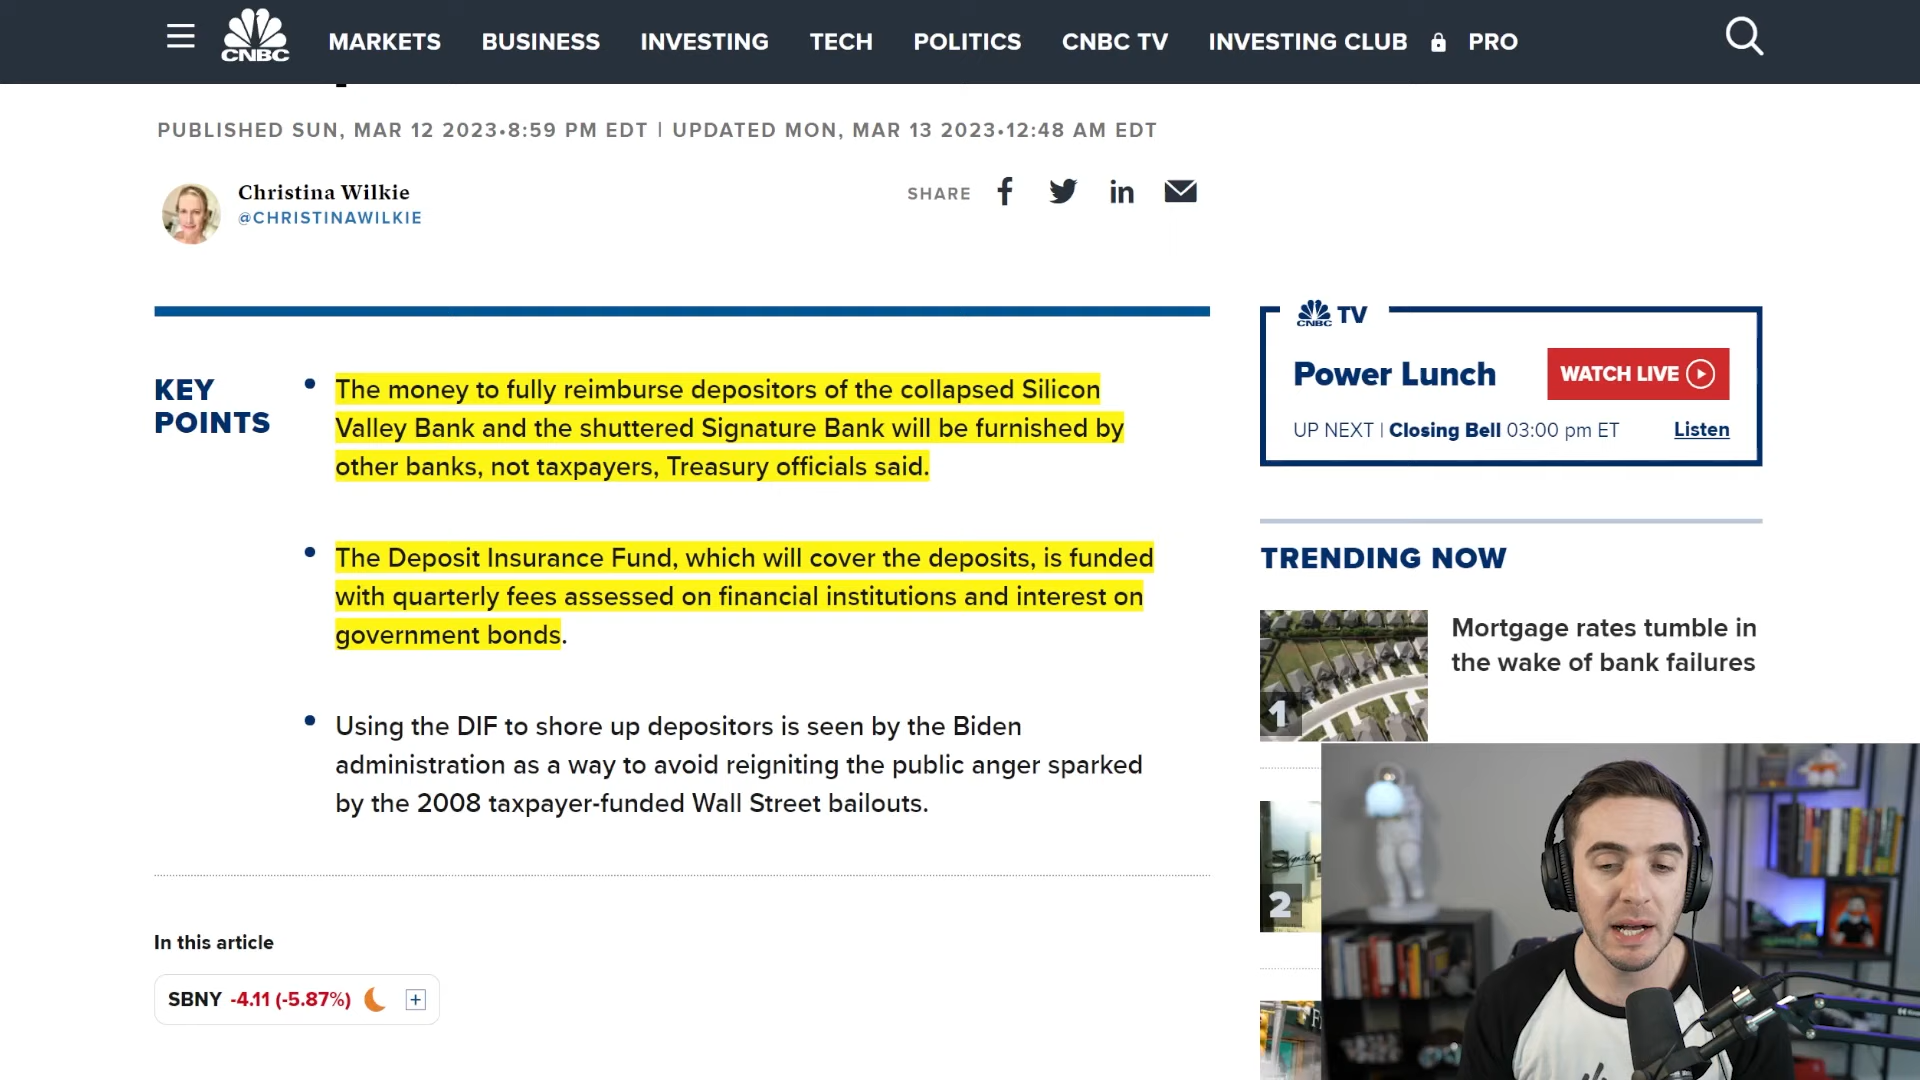 CNBC
MARKETS BUSINESS INVESTING TECH POLITICS CNBC TV INVESTING CLUB PRO
PUBLISHED SUN, MAR 12 2023•8:59 PM EDT | UPDATED MON, MAR 13 2023•12:48 AM EDT
Christina Wilkie
@CHRISTINAWILKIE
SHARE
KEY
POINTS
The money to fully reimburse depositors of the collapsed Silicon
Valley Bank and the shuttered Signature Bank will be furnished by
other banks, not taxpayers, Treasury officials said.
The Deposit Insurance Fund, which will cover the deposits, is funded
with quarterly fees assessed on financial institutions and interest on
government bonds.
Using the DIF to shore up depositors is seen by the Biden
administration as a way to avoid reigniting the public anger sparked
by the 2008 taxpayer-funded Wall Street bailouts.
In this article
SBNY -4.11 (-5.87%)
CNBC TV
Power Lunch
WATCH LIVE
UP NEXT | Closing Bell 03:00 pm ET
Listen
TRENDING NOW
1
Mortgage rates tumble in
the wake of bank failures
2